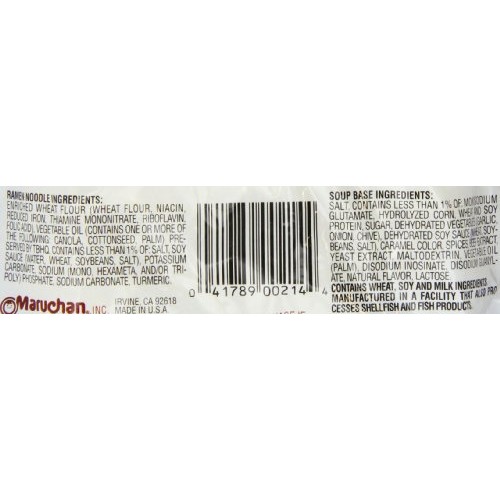 RAMEN NOODLE INGREDIENTS:
ENRICHED WHEAT FLOUR (WHEAT FLOUR, NIACIN,
REDUCED IRON, THIAMINE MONONITRATE, RIBOFLAVIN,
FOLIC ACID), VEGETABLE OIL (CONTAINS ONE OR MORE OF
THE FOLLOWING: CANOLA, COTTONSEED, PALM) PRE-
SERVED BY TBHQ, CONTAINS LESS THAN 1% OF: SALT, SOY
SAUCE (WATER, WHEAT, SOYBEANS, SALT), POTASSIUM
CARBONATE, SODIUM (MONO, HEXAMETA, AND/OR TRI-
POLY) PHOSPHATE, SODIUM CARBONATE, TURMERIC.
Maruchan, INC.
IRVINE, CA 92618
MADE IN U.S.A.
0 41789 00214 4
SOUP BASE INGREDIENTS:
SALT, CONTAINS LESS THAN 1% OF MONOSODIUM
GLUTAMATE, HYDROLYZED CORN, WHEAT AND SOY
PROTEIN, SUGAR, DEHYDRATED VEGETABLE (GARLIC,
ONION, CHIVE), DEHYDRATED SOY SAUCE (WHEAT, SOY-
BEANS, SALT), CARAMEL COLOR, SPICES, BEEF EXTRACT,
YEAST EXTRACT, MALTODEXTRIN, VEGETABLE OIL
(PALM), DISODIUM INOSINATE, DISODIUM GUANYL-
ATE, NATURAL FLAVOR, LACTOSE.
CONTAINS WHEAT, SOY AND MILK INGREDIENTS.
MANUFACTURED IN A FACILITY THAT ALSO PRO
CESSES SHELLFISH AND FISH PRODUCTS.